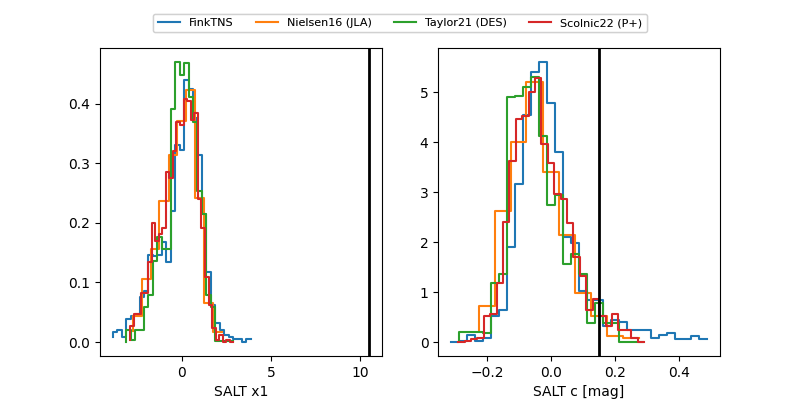 FinkTNS Nielsen16 (JLA) Taylor21 (DES) Scolnic22 (P+)
0.4
0.3
0.2
0.1
0.0
0 5 10
SALT x1
5
4
3
2
1
0
−0.2 0.0 0.2 0.4
SALT c [mag]